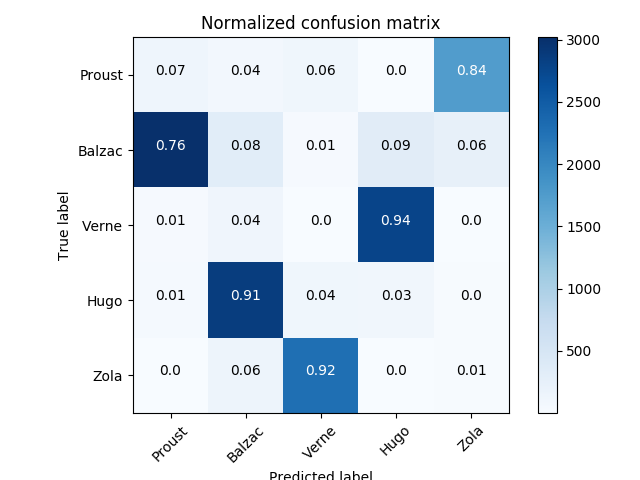 Normalized confusion matrix
True label
Proust 0.07 0.04 0.06 0.0 0.84
Balzac 0.76 0.08 0.01 0.09 0.06
Verne 0.01 0.04 0.0 0.94 0.0
Hugo 0.01 0.91 0.04 0.03 0.0
Zola 0.0 0.06 0.92 0.0 0.01
Proust Balzac Verne Hugo Zola
Predicted label
3000
2500
2000
1500
1000
500